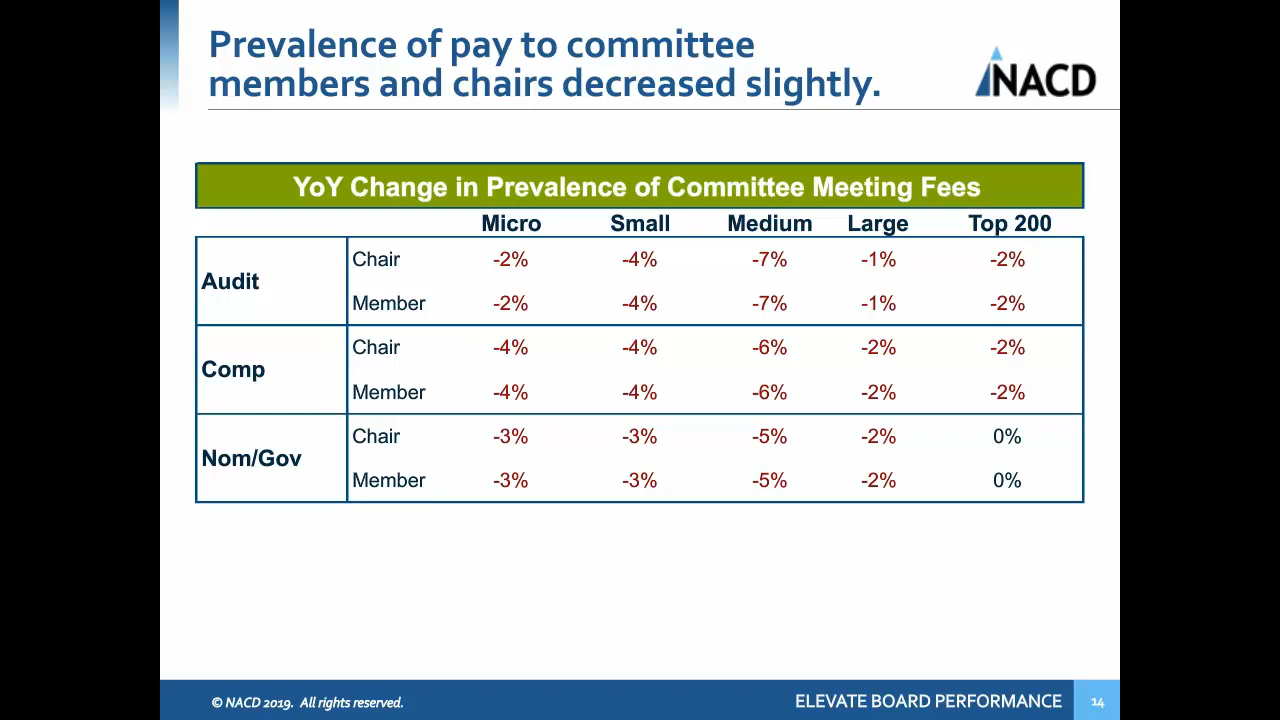 Prevalence of pay to committee
members and chairs decreased slightly.
NACD
YoY Change in Prevalence of Committee Meeting Fees
Micro Small Medium Large Top 200
Audit
Chair -2% -4% -7% -1% -2%
Member -2% -4% -7% -1% -2%
Comp
Chair -4% -4% -6% -2% -2%
Member -4% -4% -6% -2% -2%
Nom/Gov
Chair -3% -3% -5% -2% 0%
Member -3% -3% -5% -2% 0%
© NACD 2019. All rights reserved.
ELEVATE BOARD PERFORMANCE 14